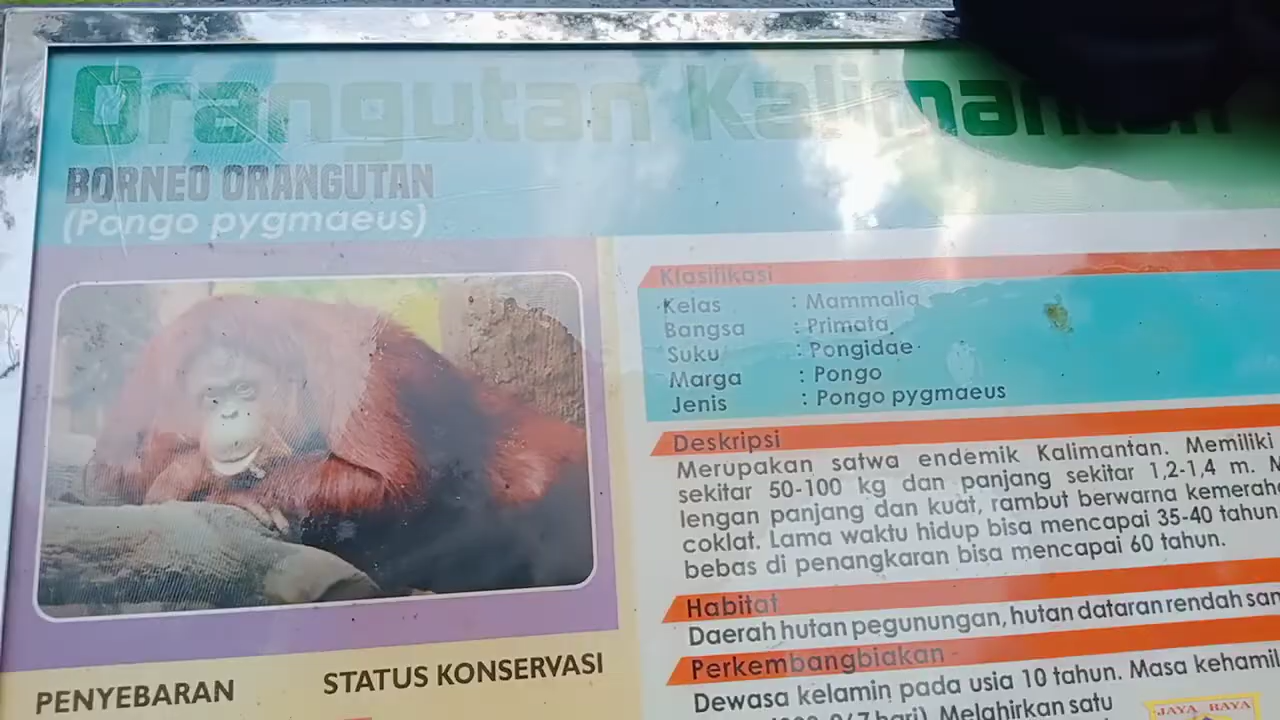 Orangutan Kalimantan
BORNEO ORANGUTAN
(Pongo pygmaeus)
Klasifikasi
Kelas : Mammalia
Bangsa : Primata
Suku : Pongidae
Marga : Pongo
Jenis : Pongo pygmaeus
Deskripsi
Merupakan satwa endemik Kalimantan. Memiliki
sekitar 50-100 kg dan panjang sekitar 1,2-1,4 m.
lengan panjang dan kuat, rambut berwarna
coklat. Lama waktu hidup bisa mencapai 35-40 tahun
bebas di penangkaran bisa mencapai 60 tahun.
Habitat
Daerah hutan pegunungan, hutan dataran rendah
Perkembangbiakan
Dewasa kelamin pada usia 10 tahun. Masa
hari). Melahirkan satu
PENYEBARAN
STATUS KONSERVASI
JAYA RAYA